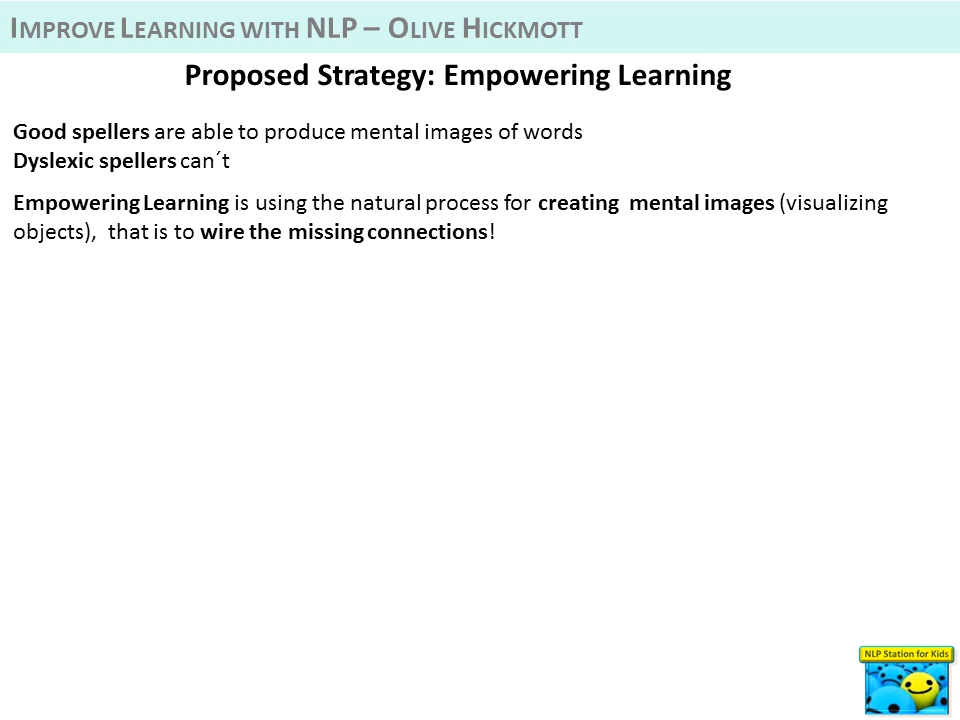 IMPROVE LEARNING WITH NLP – OLIVE HICKMOTT
Proposed Strategy: Empowering Learning
Good spellers are able to produce mental images of words
Dyslexic spellers can´t
Empowering Learning is using the natural process for creating mental images (visualizing
objects), that is to wire the missing connections!
NLP Station for Kids